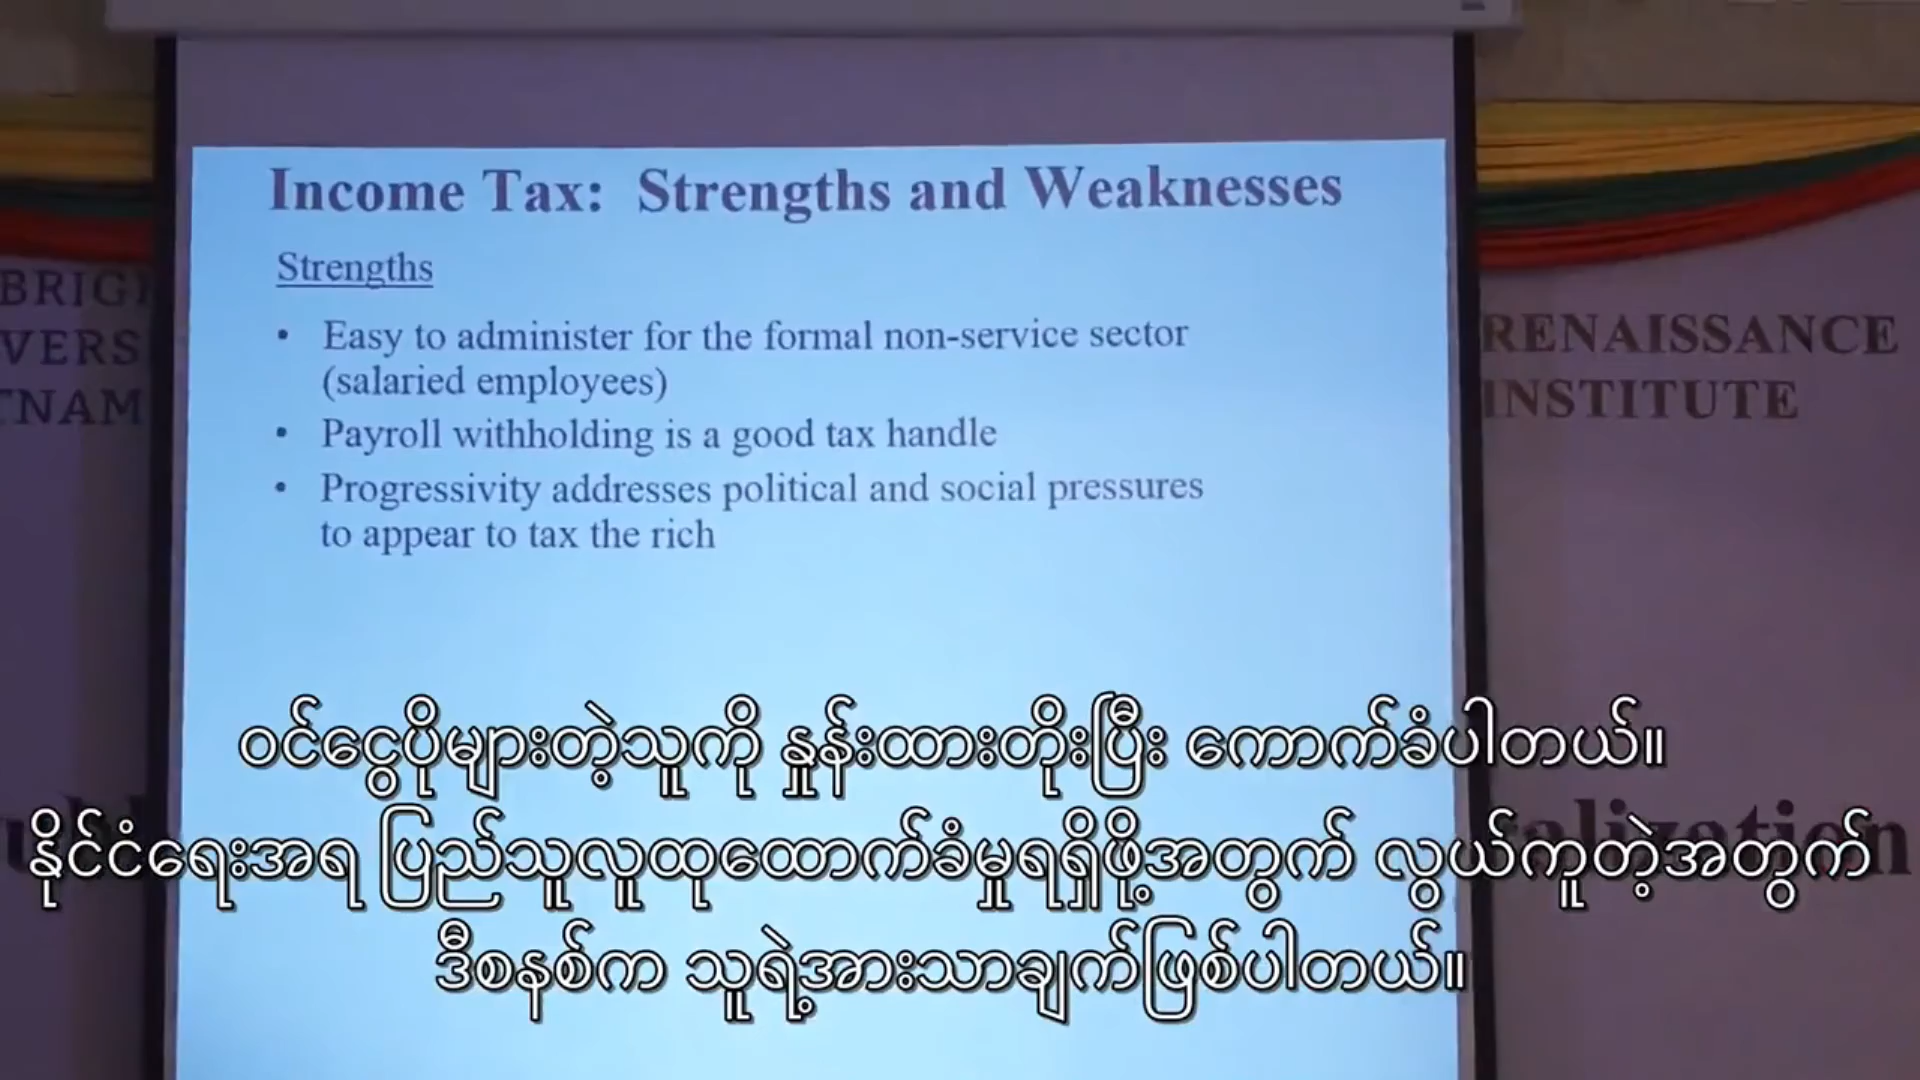 Income Tax: Strengths and Weaknesses
Strengths
• Easy to administer for the formal non-service sector
(salaried employees)
• Payroll withholding is a good tax handle
• Progressivity addresses political and social pressures
to appear to tax the rich
RENAISSANCE
INSTITUTE
ဝင်ငွေပိုများတဲ့သူကို နှုန်းထားတိုးပြီး ကောက်ခံပါတယ်။
နိုင်ငံရေးအရ ပြည်သူလူထုထောက်ခံမှုရရှိဖို့အတွက် လွယ်ကူတဲ့အတွက်
ဒီစနစ်က သူရဲ့အားသာချက်ဖြစ်ပါတယ်။